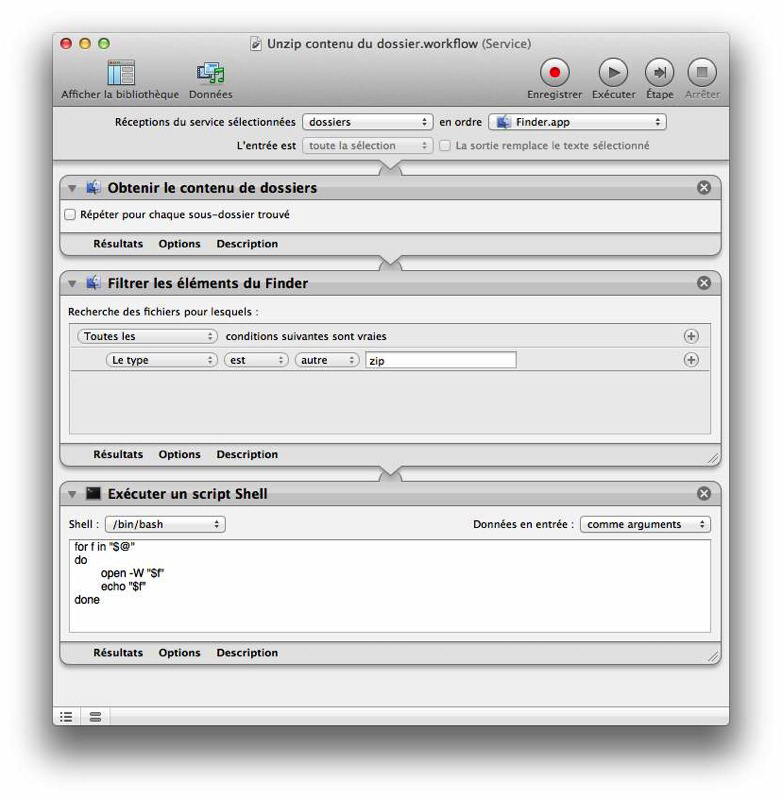 Unzip contenu du dossier.workflow (Service)
Afficher la bibliothèque Données Enregistrer Exécuter Étape Arrêter
Réceptions du service sélectionnées dossiers en ordre Finder.app
L'entrée est toute la sélection La sortie remplace le texte sélectionné
Obtenir le contenu de dossiers
Répéter pour chaque sous-dossier trouvé
Résultats Options Description
Filtrer les éléments du Finder
Recherche des fichiers pour lesquels :
Toutes les conditions suivantes sont vraies
Le type est autre zip
Résultats Options Description
Exécuter un script Shell
Shell : /bin/bash Données en entrée : comme arguments
for f in "$@"
do
open -W "$f"
echo "$f"
done
Résultats Options Description